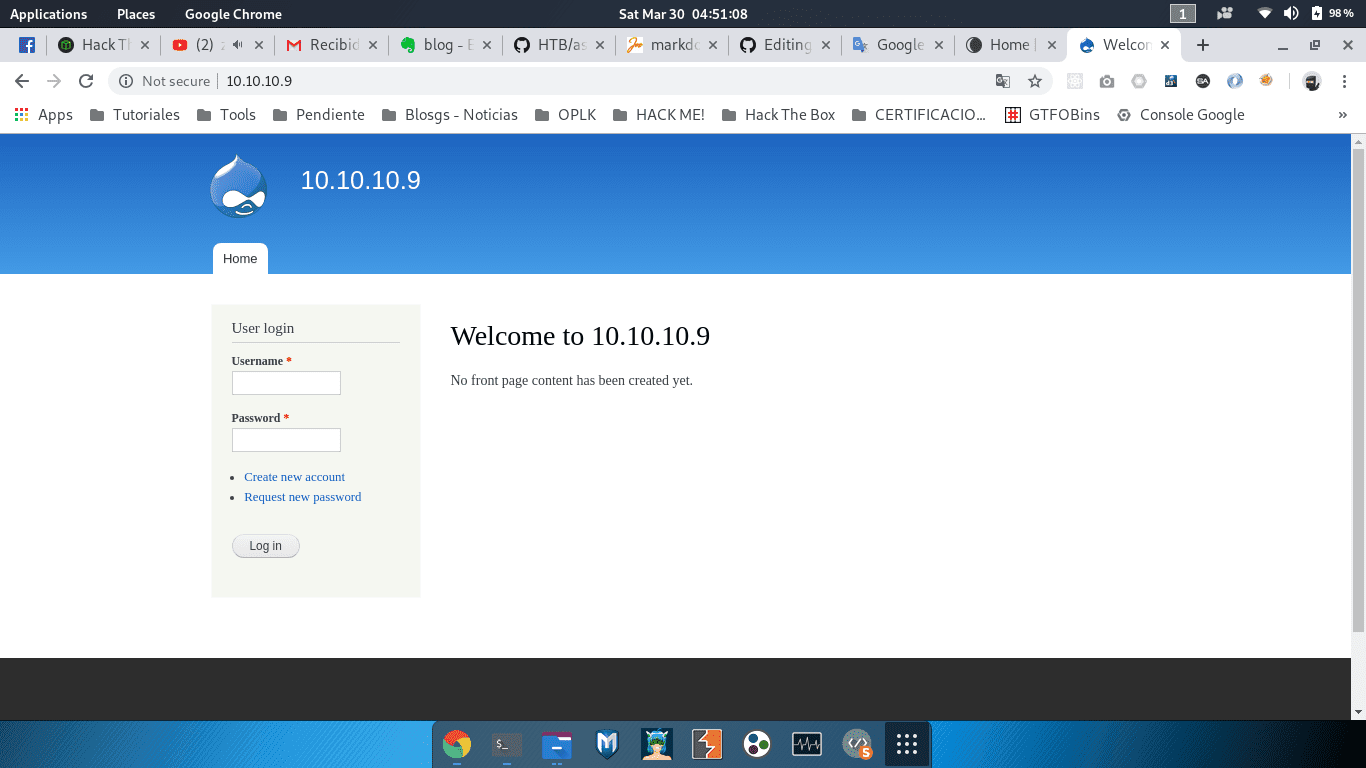 Applications Places Google Chrome Sat Mar 30 04:51:08 1 98 %
Hack Th (2) Recibid blog - E HTB/as markdo Editing Google Home Welcon
Not secure 10.10.10.9
Apps Tutoriales Tools Pendiente Blosgs - Noticias OPLK HACK ME! Hack The Box CERTIFICACIO... GTFOBins Console Google »
10.10.10.9
Home
User login
Welcome to 10.10.10.9
Username *
No front page content has been created yet.
Password *
Create new account
Request new password
Log in